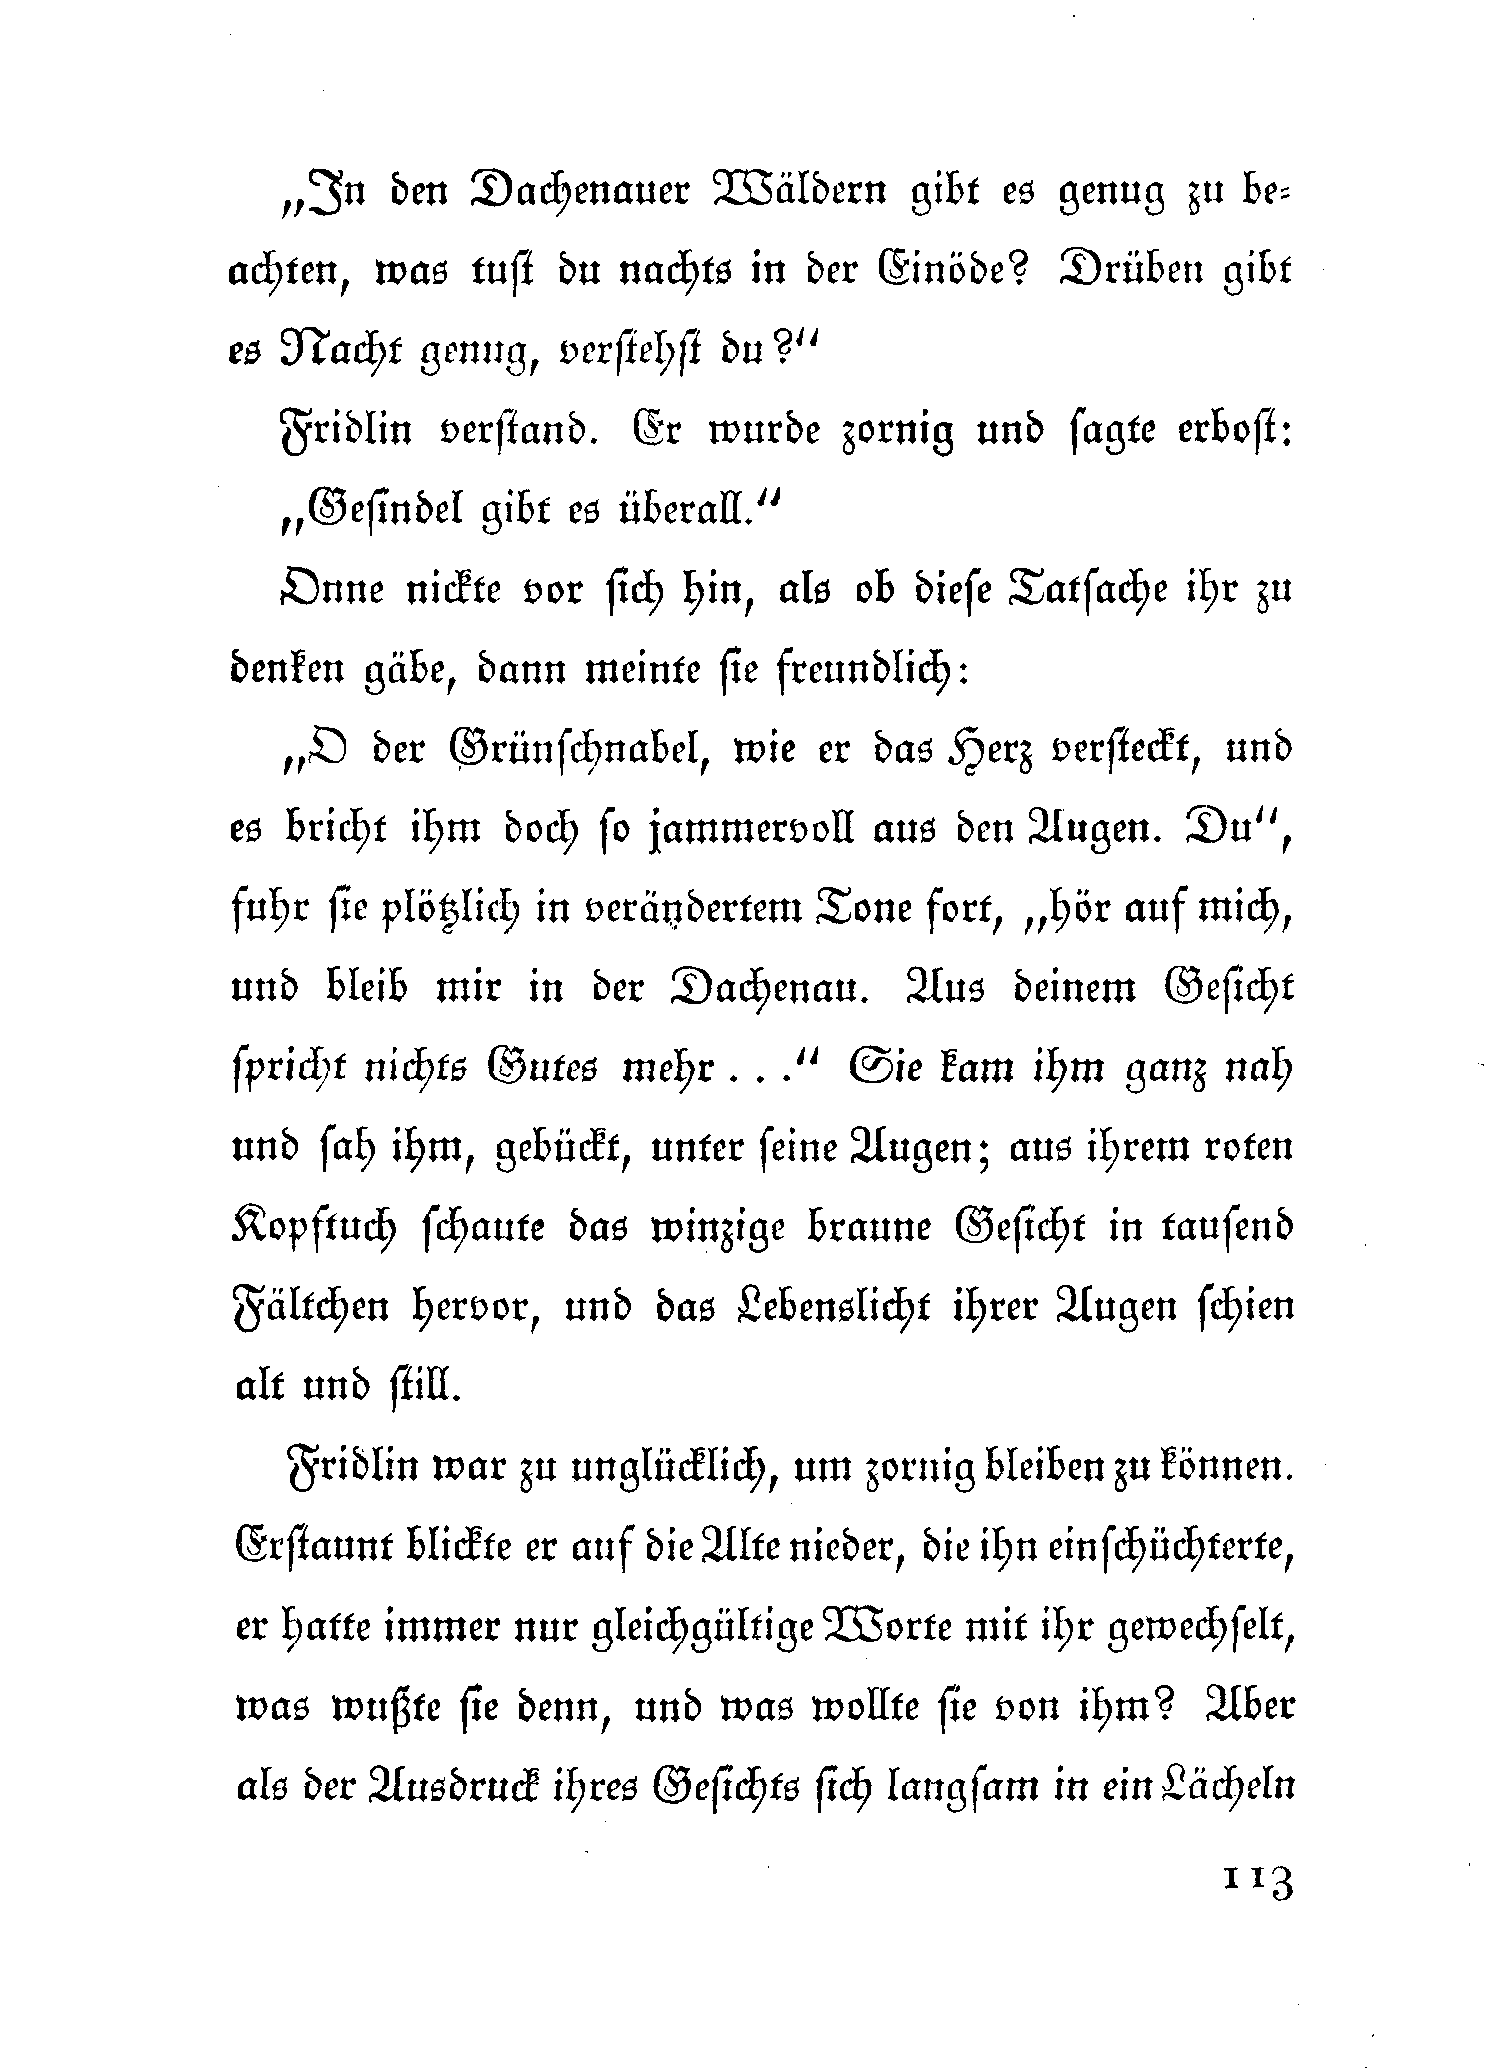 „In den Dachenauer Wäldern gibt es genug zu be-
achten, was tust du nachts in der Einöde? Drüben gibt
es Nacht genug, verstehst du?“
Fridlin verstand. Er wurde zornig und sagte erbost:
„Gesindel gibt es überall.“
Onne nickte vor sich hin, als ob diese Tatsache ihr zu
denken gäbe, dann meinte sie freundlich:
„O der Grünschnabel, wie er das Herz versteckt, und
es bricht ihm doch so jammervoll aus den Augen. Du“,
fuhr sie plötzlich in verändertem Tone fort, „hör auf mich,
und bleib mir in der Dachenau. Aus deinem Gesicht
spricht nichts Gutes mehr . . .“ Sie kam ihm ganz nah
und sah ihm, gebückt, unter seine Augen; aus ihrem roten
Kopftuch schaute das winzige braune Gesicht in tausend
Fältchen hervor, und das Lebenslicht ihrer Augen schien
alt und still.
Fridlin war zu unglücklich, um zornig bleiben zu können.
Erstaunt blickte er auf die Alte nieder, die ihn einschüchterte,
er hatte immer nur gleichgültige Worte mit ihr gewechselt,
was wußte sie denn, und was wollte sie von ihm? Aber
als der Ausdruck ihres Gesichts sich langsam in ein Lächeln
113